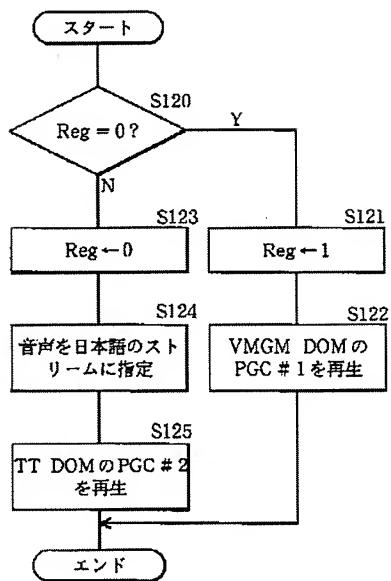 スタート
S120
Reg = 0 ?
Y
N
S123
Reg ← 0
S121
Reg ← 1
S124
音声を日本語のスト
リームに指定
S122
VMGM DOMの
PGC # 1を再生
S125
TT DOMのPGC # 2
を再生
エンド